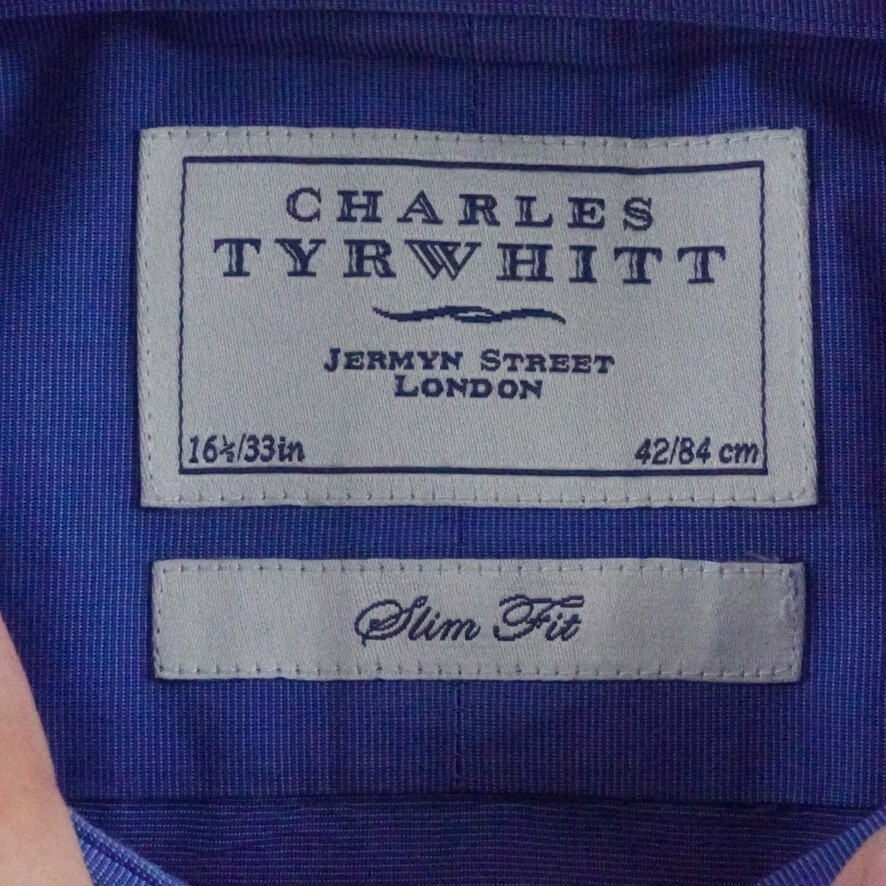 CHARLES
TYRWHITT
JERMYN STREET
LONDON
16½/33in 42/84 cm
Slim Fit